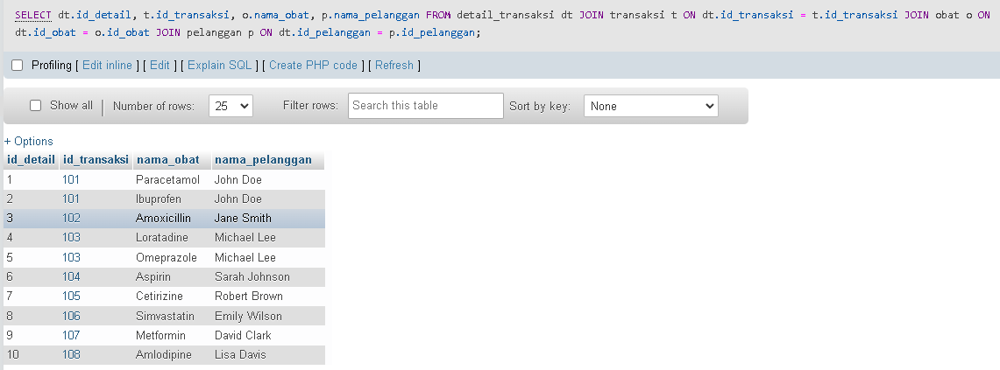 SELECT dt.id_detail, t.id_transaksi, o.nama_obat, p.nama_pelanggan FROM detail_transaksi dt JOIN transaksi t ON dt.id_transaksi = t.id_transaksi JOIN obat o ON
dt.id_obat = o.id_obat JOIN pelanggan p ON dt.id_pelanggan = p.id_pelanggan;
Profiling [ Edit inline ] [ Edit ] [ Explain SQL ] [ Create PHP code ] [ Refresh ]
Show all | Number of rows: 25 Filter rows: Search this table Sort by key: None
+ Options
id_detail id_transaksi nama_obat nama_pelanggan
1 101 Paracetamol John Doe
2 101 Ibuprofen John Doe
3 102 Amoxicillin Jane Smith
4 103 Loratadine Michael Lee
5 103 Omeprazole Michael Lee
6 104 Aspirin Sarah Johnson
7 105 Cetirizine Robert Brown
8 106 Simvastatin Emily Wilson
9 107 Metformin David Clark
10 108 Amlodipine Lisa Davis